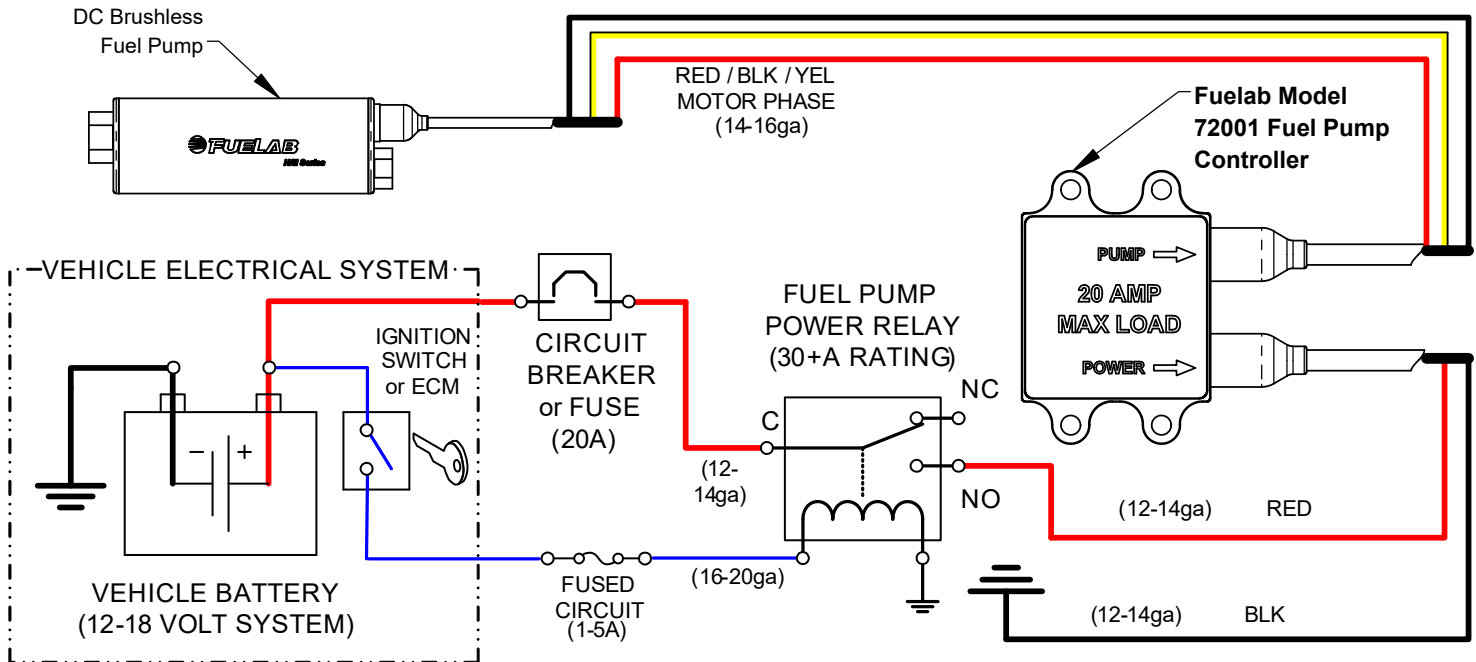 DC Brushless
Fuel Pump
FUELAB
RED / BLK / YEL
MOTOR PHASE
(14-16ga)
Fuelab Model
72001 Fuel Pump
Controller
PUMP
20 AMP
MAX LOAD
POWER
VEHICLE ELECTRICAL SYSTEM
IGNITION
SWITCH
or ECM
CIRCUIT
BREAKER
or FUSE
(20A)
FUEL PUMP
POWER RELAY
(30+A RATING)
NC
C
NO
(12-
14ga)
(12-14ga) RED
− +
(16-20ga)
FUSED
CIRCUIT
(1-5A)
(12-14ga) BLK
VEHICLE BATTERY
(12-18 VOLT SYSTEM)